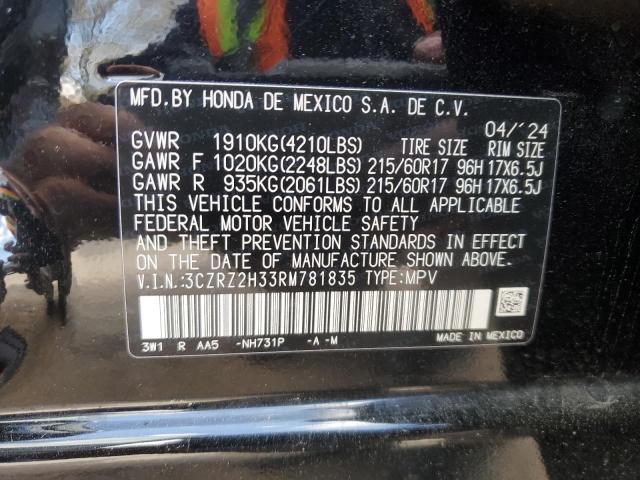 MFD.BY HONDA DE MEXICO S.A. DE C.V.
04/'24
GVWR 1910KG(4210LBS) TIRE SIZE RIM SIZE
GAWR F 1020KG(2248LBS) 215/60R17 96H 17X6.5J
GAWR R 935KG(2061LBS) 215/60R17 96H 17X6.5J
THIS VEHICLE CONFORMS TO ALL APPLICABLE
FEDERAL MOTOR VEHICLE SAFETY
AND THEFT PREVENTION STANDARDS IN EFFECT
ON THE DATE OF MANUFACTURE SHOWN ABOVE.
V.I.N.:3CZRZ2H33RM781835 TYPE:MPV
3W1 R AA5 -NH731P -A -M
MADE IN MEXICO